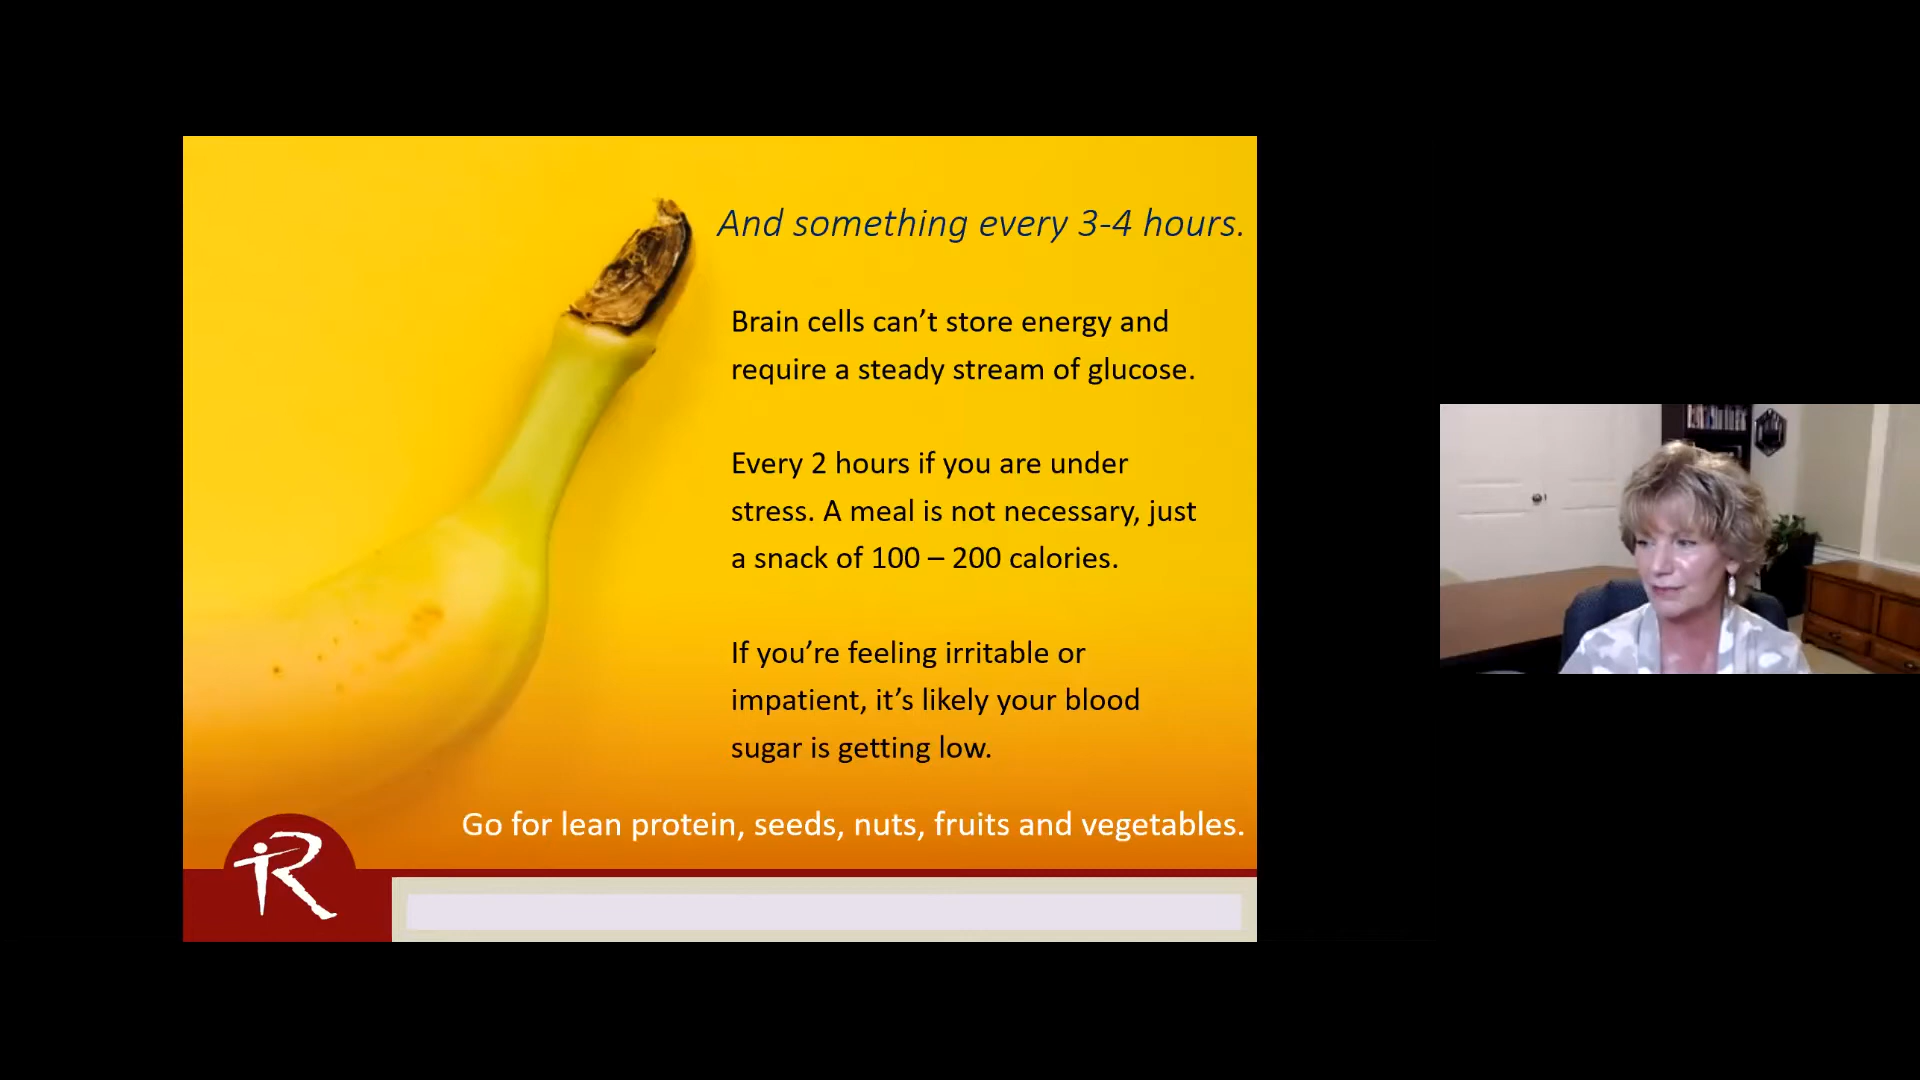 And something every 3-4 hours.
Brain cells can’t store energy and
require a steady stream of glucose.
Every 2 hours if you are under
stress. A meal is not necessary, just
a snack of 100 – 200 calories.
If you’re feeling irritable or
impatient, it’s likely your blood
sugar is getting low.
Go for lean protein, seeds, nuts, fruits and vegetables.
R